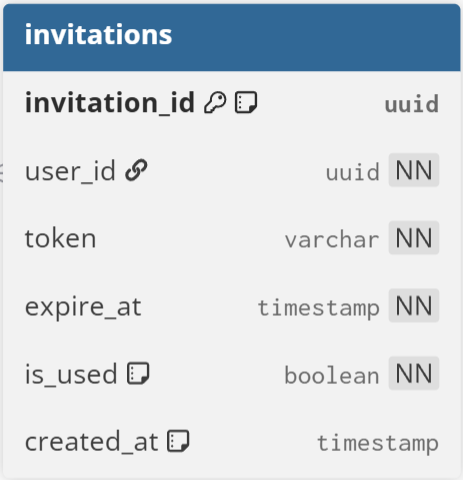 invitations
invitation_id uuid
user_id uuid NN
token varchar NN
expire_at timestamp NN
is_used boolean NN
created_at timestamp